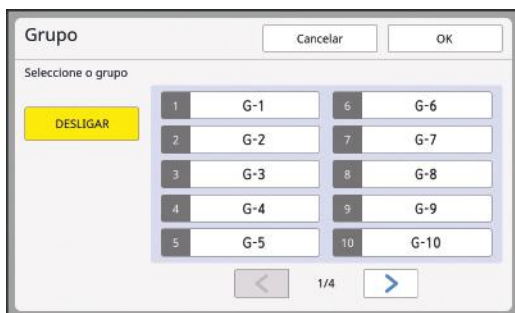 Grupo
Cancelar
OK
Seleccione o grupo
DESLIGAR
1 G-1
6 G-6
2 G-2
7 G-7
3 G-3
8 G-8
4 G-4
9 G-9
5 G-5
10 G-10
1/4